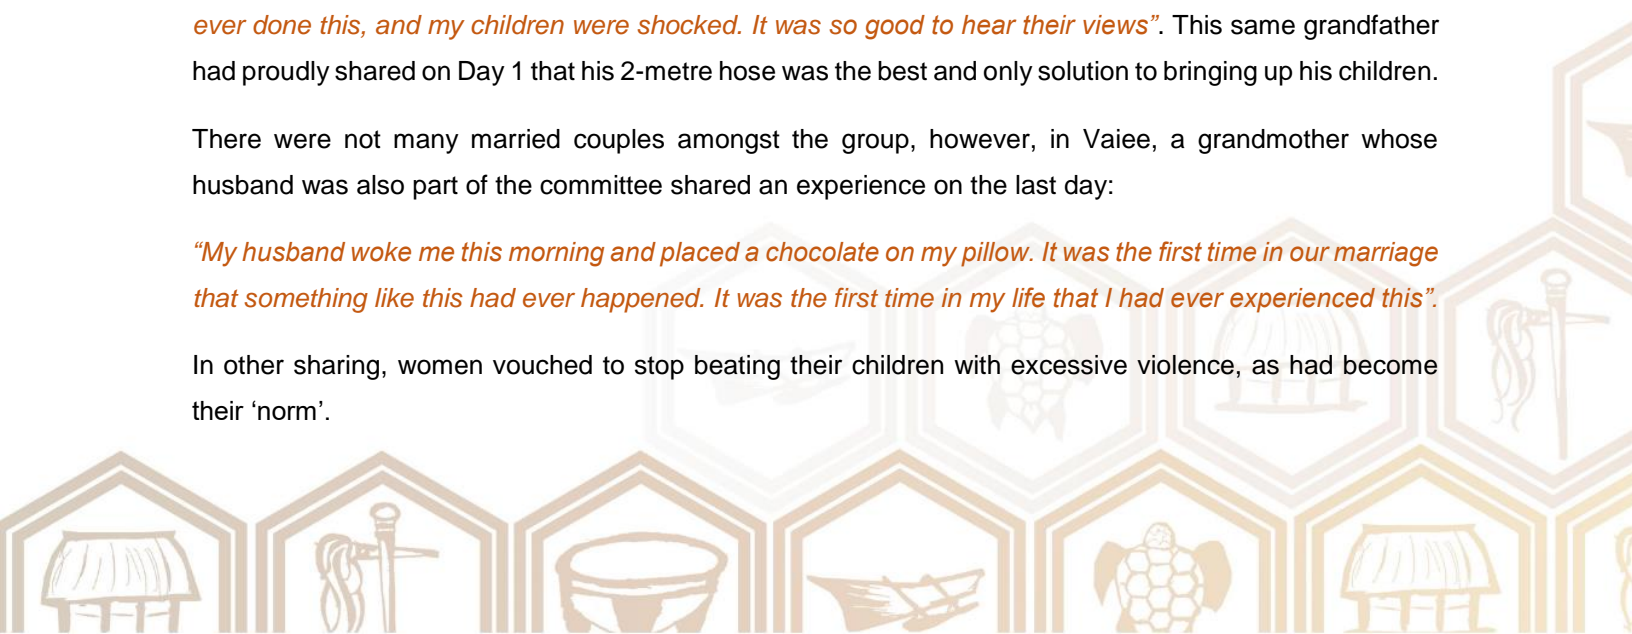 ever done this, and my children were shocked. It was so good to hear their views”. This same grandfather
had proudly shared on Day 1 that his 2-metre hose was the best and only solution to bringing up his children.
There were not many married couples amongst the group, however, in Vaiee, a grandmother whose
husband was also part of the committee shared an experience on the last day:
“My husband woke me this morning and placed a chocolate on my pillow. It was the first time in our marriage
that something like this had ever happened. It was the first time in my life that I had ever experienced this”.
In other sharing, women vouched to stop beating their children with excessive violence, as had become
their ‘norm’.